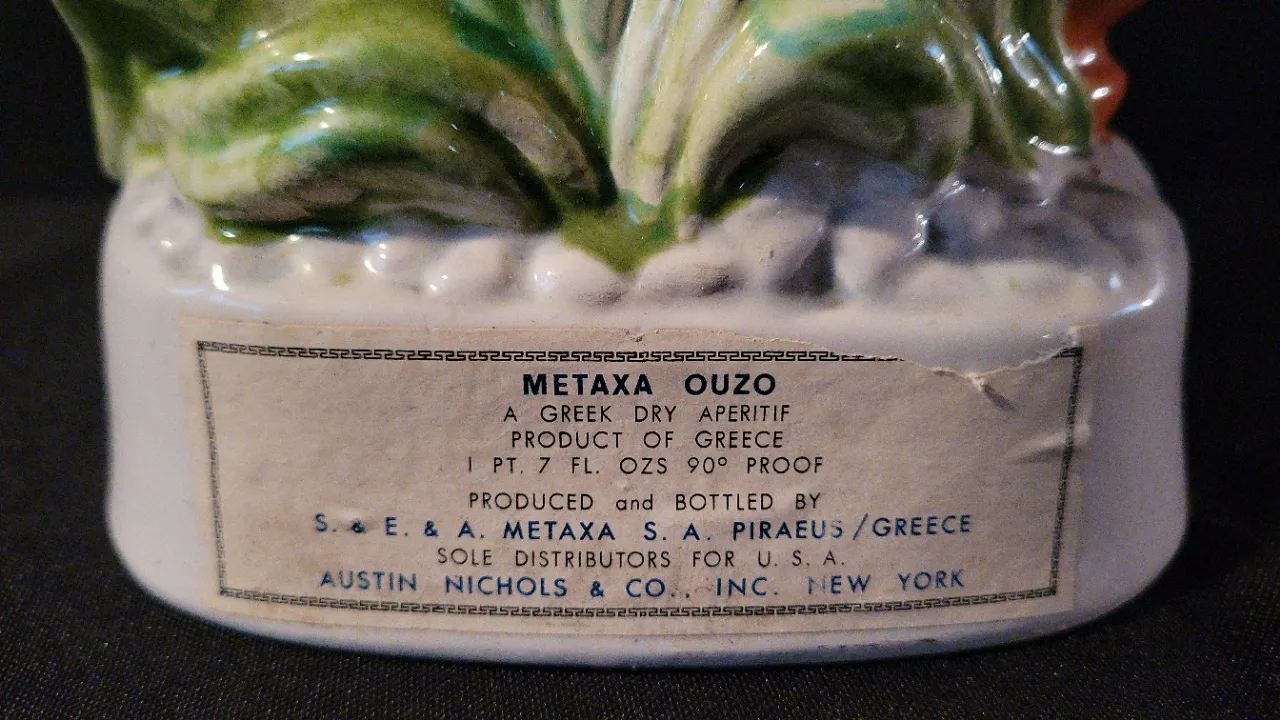 METAXA OUZO
A GREEK DRY APERITIF
PRODUCT OF GREECE
1 PT. 7 FL. OZS 90º PROOF
PRODUCED and BOTTLED BY
S. & E. & A. METAXA S. A. PIRAEUS/GREECE
SOLE DISTRIBUTORS FOR U. S. A.
AUSTIN NICHOLS & CO., INC. NEW YORK